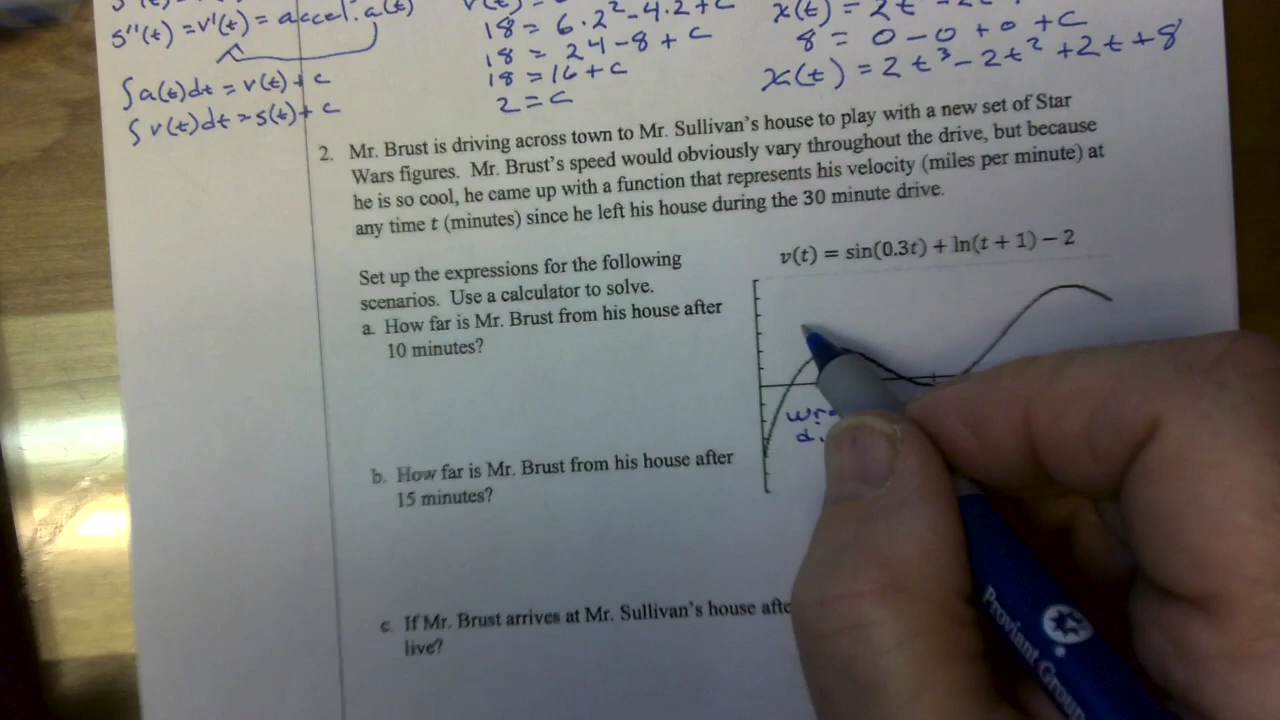 s''(t) = v'(t) = accel. a(t)
∫a(t)dt = v(t) + c
∫v(t)dt = s(t) + c
18 = 6·2²-4·2+c
18 = 24-8+c
18 = 16+c
2 = c
x(t) = 2t
8 = 0-0+0+c
x(t) = 2t³-2t²+2t+8
2. Mr. Brust is driving across town to Mr. Sullivan's house to play with a new set of Star
Wars figures. Mr. Brust's speed would obviously vary throughout the drive, but because
he is so cool, he came up with a function that represents his velocity (miles per minute) at
any time t (minutes) since he left his house during the 30 minute drive.
Set up the expressions for the following
scenarios. Use a calculator to solve.
v(t) = sin(0.3t) + ln(t + 1) − 2
a. How far is Mr. Brust from his house after
10 minutes?
b. How far is Mr. Brust from his house after
15 minutes?
c. If Mr. Brust arrives at Mr. Sullivan's house afte
live?
Proviant Group